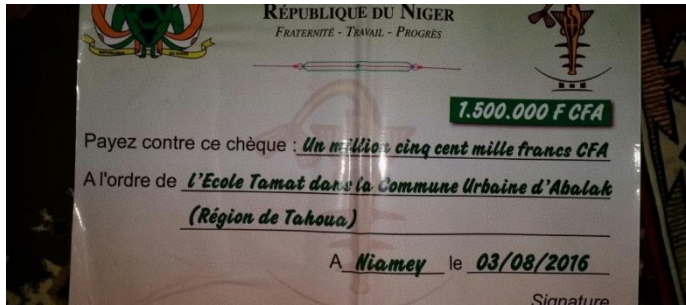 RÉPUBLIQUE DU NIGER
FRATERNITÉ - TRAVAIL - PROGRÈS
1.500.000 F CFA
Payez contre ce chèque : Un million cinq cent mille francs CFA
A l'ordre de l'Ecole Tamat dans la Commune Urbaine d'Abalak
(Région de Tahoua)
A Niamey le 03/08/2016
Signature